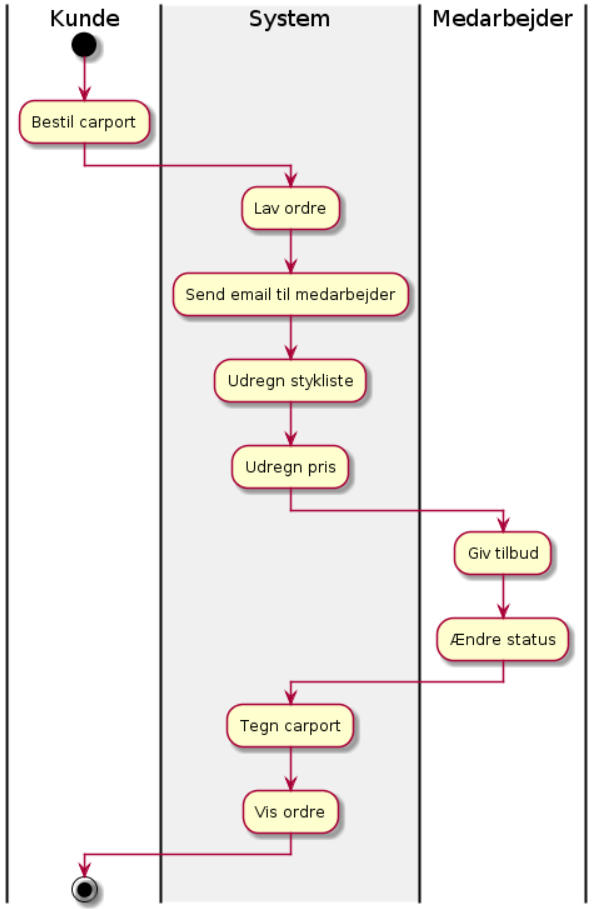 Kunde
System
Medarbejder
Bestil carport
Lav ordre
Send email til medarbejder
Udregn stykliste
Udregn pris
Giv tilbud
Ændre status
Tegn carport
Vis ordre